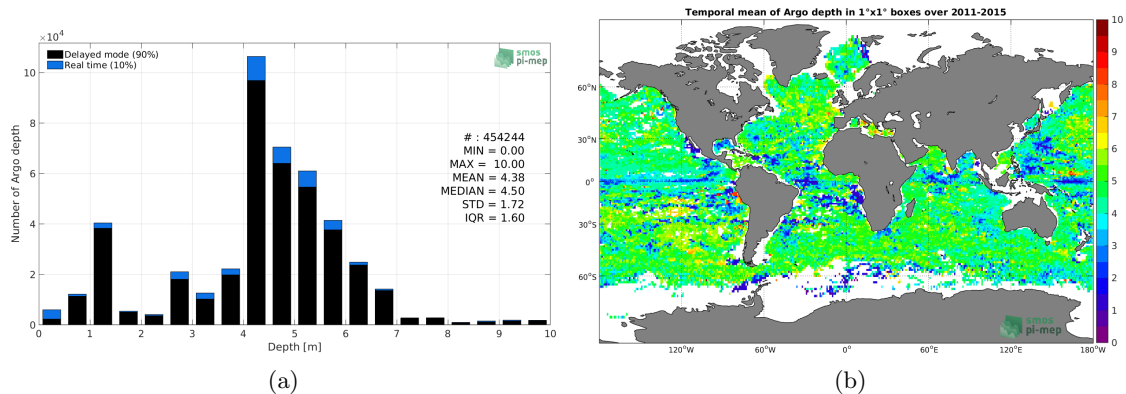 ×10⁴
Delayed mode (90%)
Real time (10%)
smos
pi-mep
# : 454244
MIN = 0.00
MAX = 10.00
MEAN = 4.38
MEDIAN = 4.50
STD = 1.72
IQR = 1.60
Number of Argo depth
10
8
6
4
2
0
0 1 2 3 4 5 6 7 8 9 10
Depth [m]
(a)
Temporal mean of Argo depth in 1°x1° boxes over 2011-2015
60°N
30°N
0°
30°S
60°S
120°W 60°W 0° 60°E 120°E 180°W
10
9
8
7
6
5
4
3
2
1
0
smos
pi-mep
(b)